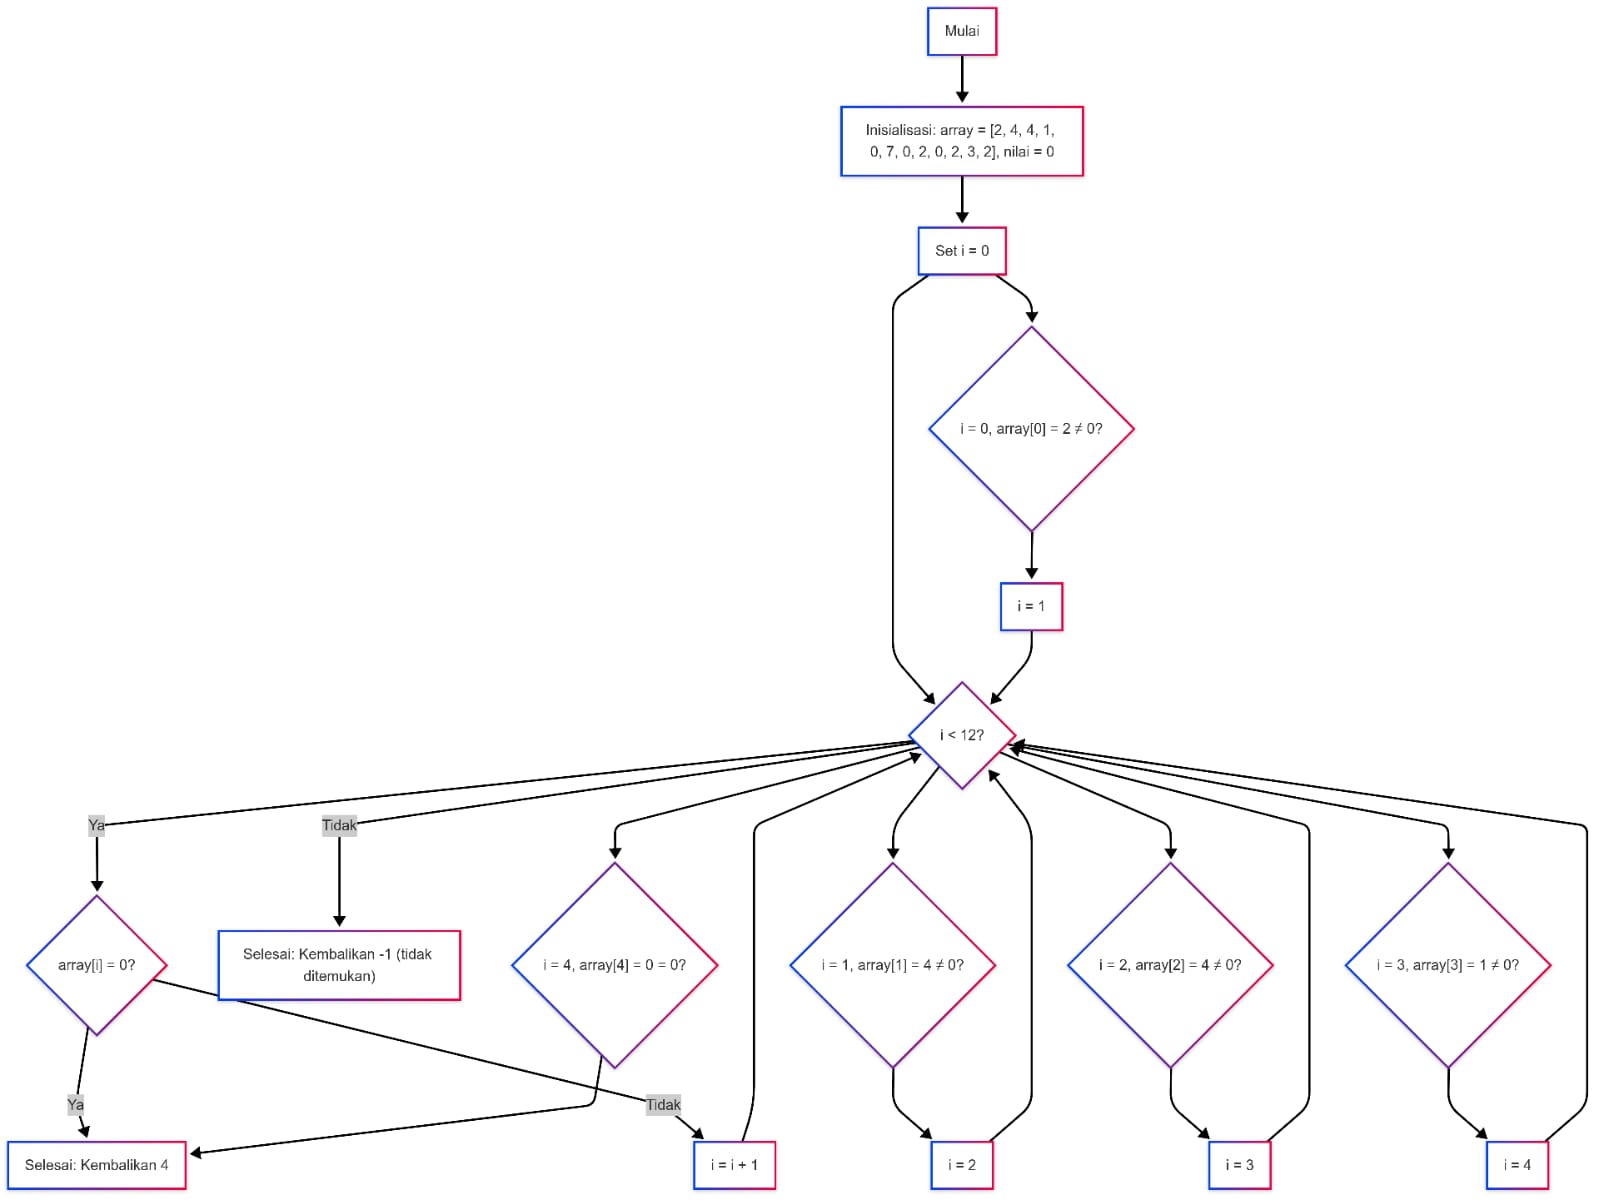 Mulai
Inisialisasi: array = [2, 4, 4, 1,
0, 7, 0, 2, 0, 2, 3, 2], nilai = 0
Set i = 0
i = 0, array[0] = 2 ≠ 0?
i = 1
i < 12?
Ya
Tidak
array[i] = 0?
Selesai: Kembalikan -1 (tidak
ditemukan)
i = 4, array[4] = 0 = 0?
i = 1, array[1] = 4 ≠ 0?
i = 2, array[2] = 4 ≠ 0?
i = 3, array[3] = 1 ≠ 0?
Ya
Tidak
Selesai: Kembalikan 4
i = i + 1
i = 2
i = 3
i = 4